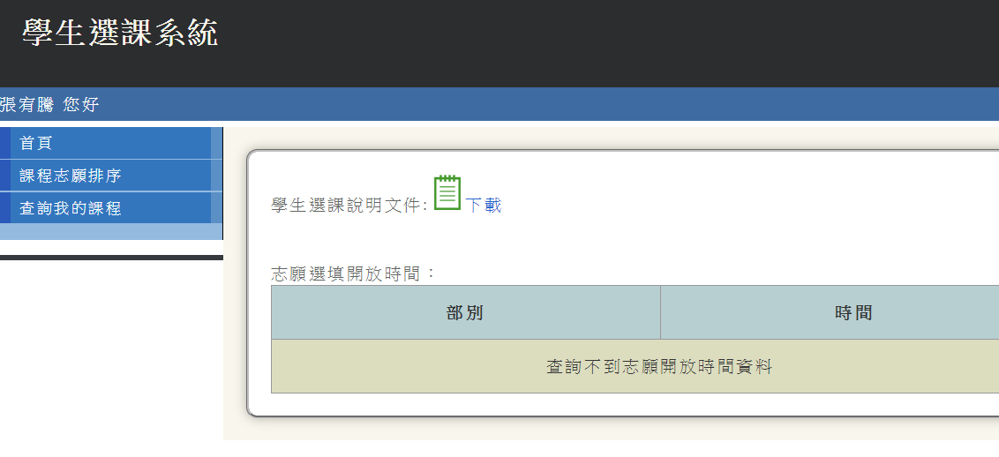 學生選課系統
張宥騰 您好
首頁
課程志願排序
查詢我的課程
學生選課說明文件: 下載
志願選填開放時間：
部別 時間
查詢不到志願開放時間資料